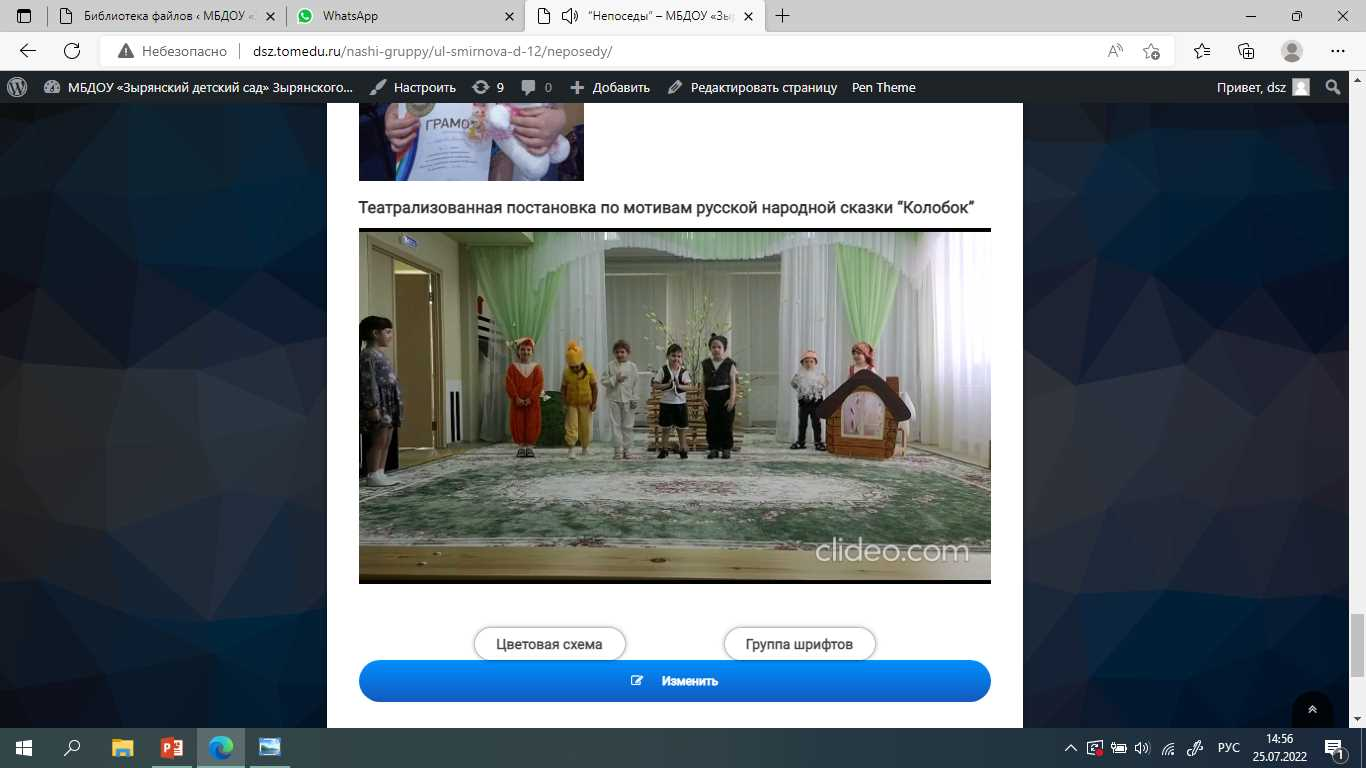 Библиотека файлов ‹ МБДОУ «
WhatsApp
“Непоседы” – МБДОУ «Зы
Небезопасно
dsz.tomedu.ru/nashi-gruppy/ul-smirnova-d-12/neposedy/
МБДОУ «Зырянский детский сад» Зырянского...
Настроить
9
0
Добавить
Редактировать страницу
Pen Theme
Привет, dsz
ГРАМО
Театрализованная постановка по мотивам русской народной сказки “Колобок”
clideo.com
Цветовая схема
Группа шрифтов
Изменить
РУС
14:56
25.07.2022
1